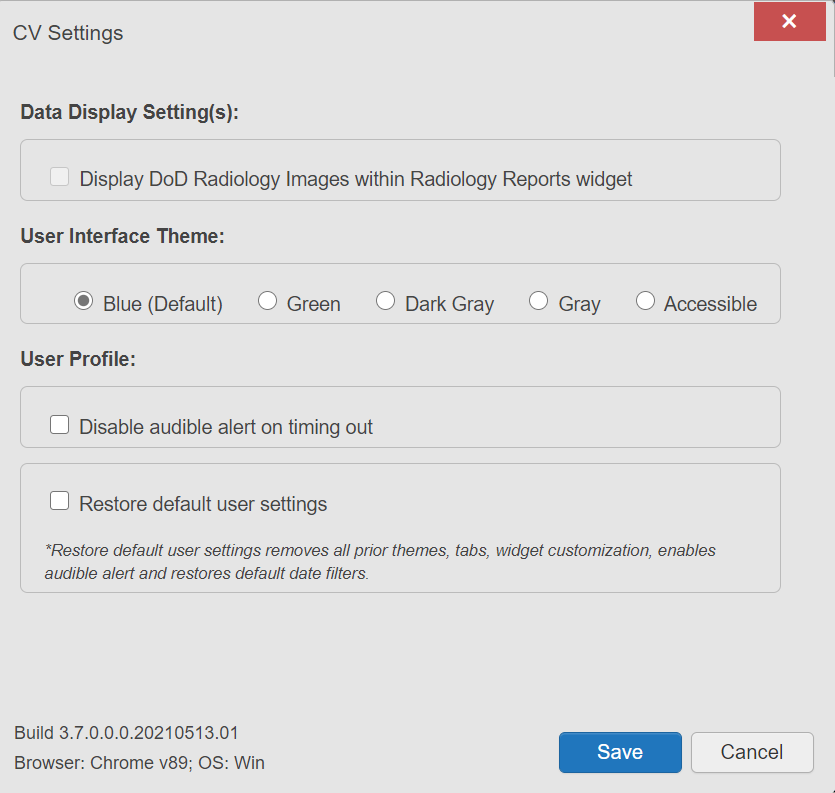 CV Settings
Data Display Setting(s):
Display DoD Radiology Images within Radiology Reports widget
User Interface Theme:
Blue (Default) Green Dark Gray Gray Accessible
User Profile:
Disable audible alert on timing out
Restore default user settings
*Restore default user settings removes all prior themes, tabs, widget customization, enables
audible alert and restores default date filters.
Build 3.7.0.0.0.20210513.01
Browser: Chrome v89; OS: Win
Save Cancel